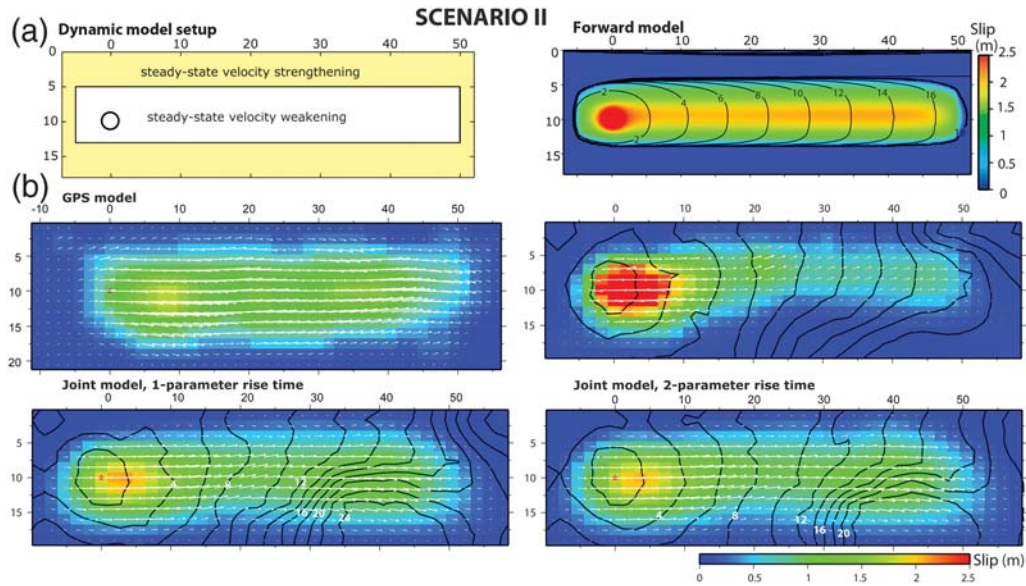 SCENARIO II
(a) Dynamic model setup
0 10 20 30 40 50
0
5
10
15
steady-state velocity strengthening
steady-state velocity weakening
Forward model
0 10 20 30 40 50
0
5
10
15
2 4 6 8 10 12 14 16
2
18
Slip (m)
2.5
2
1.5
1
0.5
0
(b) GPS model
-10 0 10 20 30 40 50
5
10
15
20
0 10 20 30 40 50
5
10
15
Joint model, 1-parameter rise time
0 10 20 30 40 50
5
10
15
12
16 20
Joint model, 2-parameter rise time
0 10 20 30 40 50
5
10
15
4 8 12
16 20
0 0.5 1 1.5 2 2.5 Slip (m)